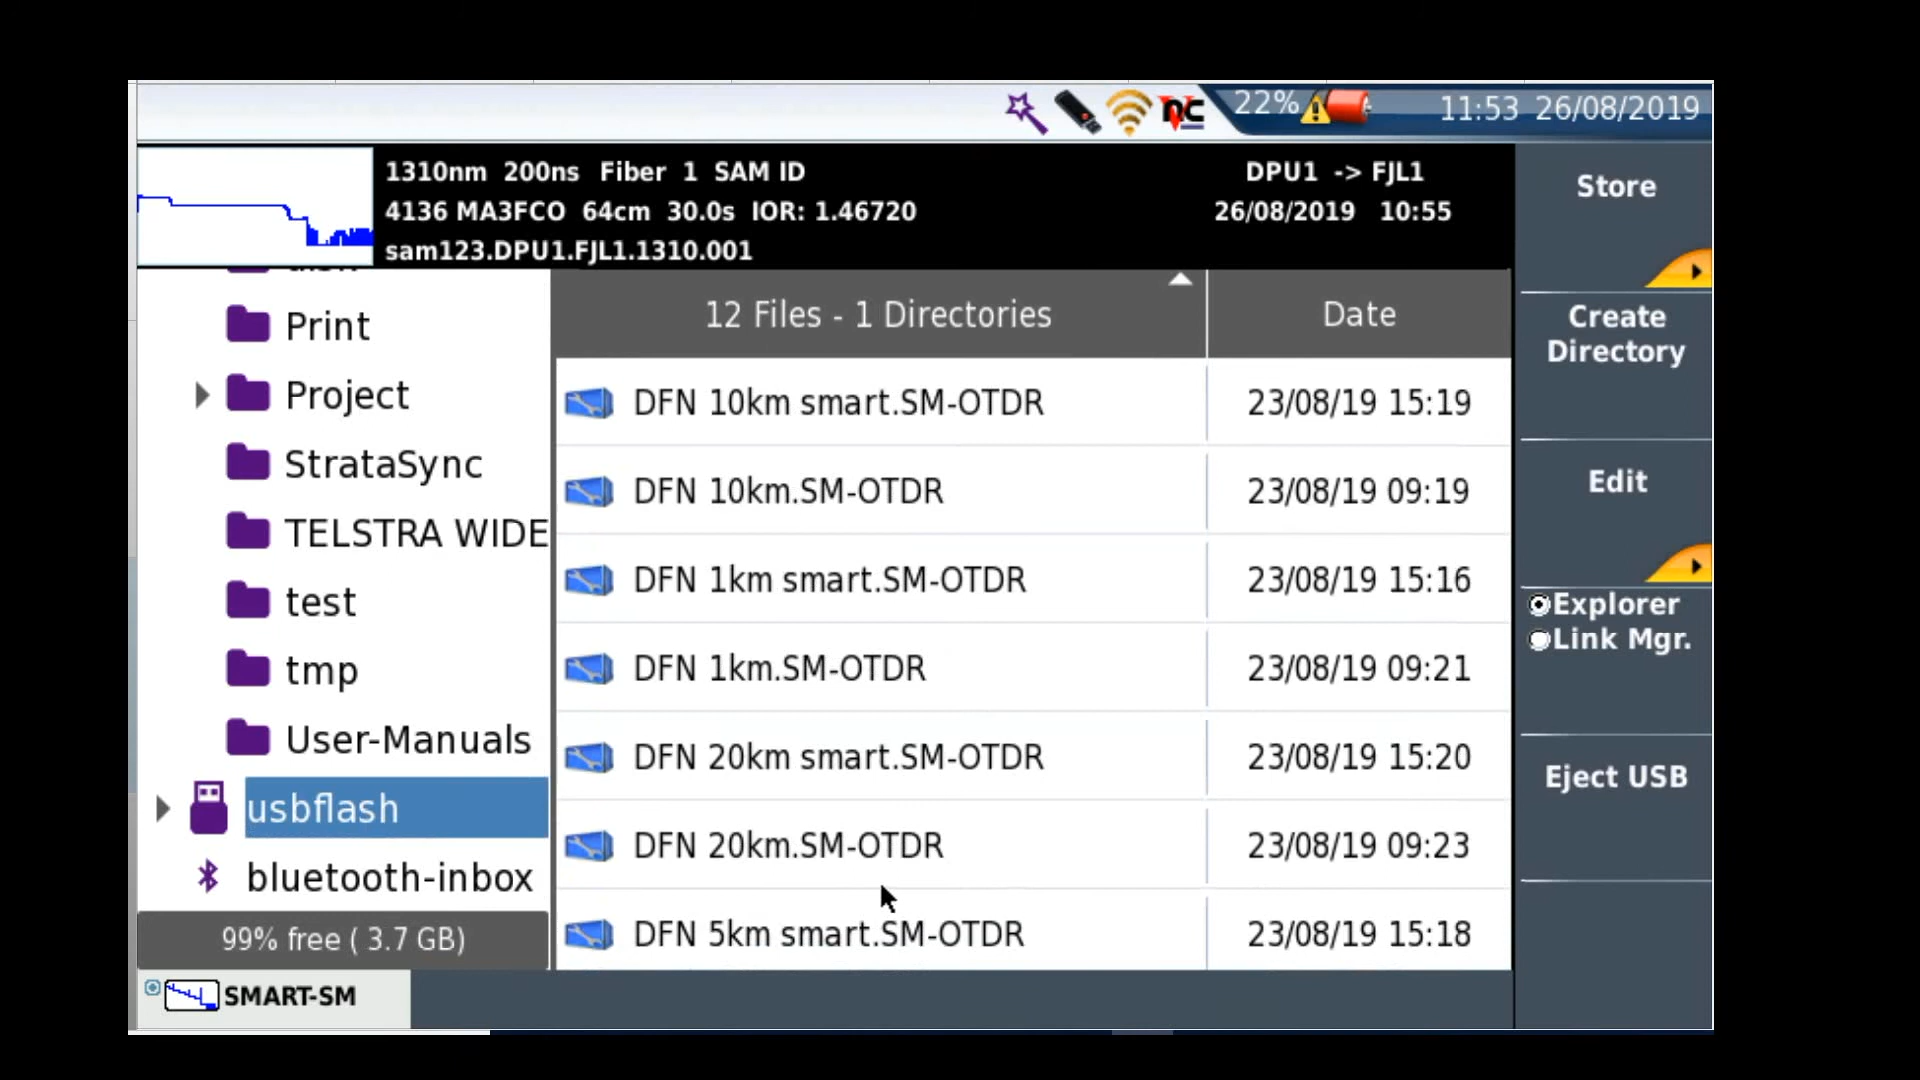 22% 11:53 26/08/2019
1310nm 200ns Fiber 1 SAM ID
DPU1 -> FJL1
4136 MA3FCO 64cm 30.0s IOR: 1.46720
26/08/2019 10:55
sam123.DPU1.FJL1.1310.001
Print
Project
StrataSync
TELSTRA WIDE
test
tmp
User-Manuals
usbflash
bluetooth-inbox
99% free ( 3.7 GB)
12 Files - 1 Directories Date
DFN 10km smart.SM-OTDR 23/08/19 15:19
DFN 10km.SM-OTDR 23/08/19 09:19
DFN 1km smart.SM-OTDR 23/08/19 15:16
DFN 1km.SM-OTDR 23/08/19 09:21
DFN 20km smart.SM-OTDR 23/08/19 15:20
DFN 20km.SM-OTDR 23/08/19 09:23
DFN 5km smart.SM-OTDR 23/08/19 15:18
Store
Create
Directory
Edit
Explorer
Link Mgr.
Eject USB
SMART-SM